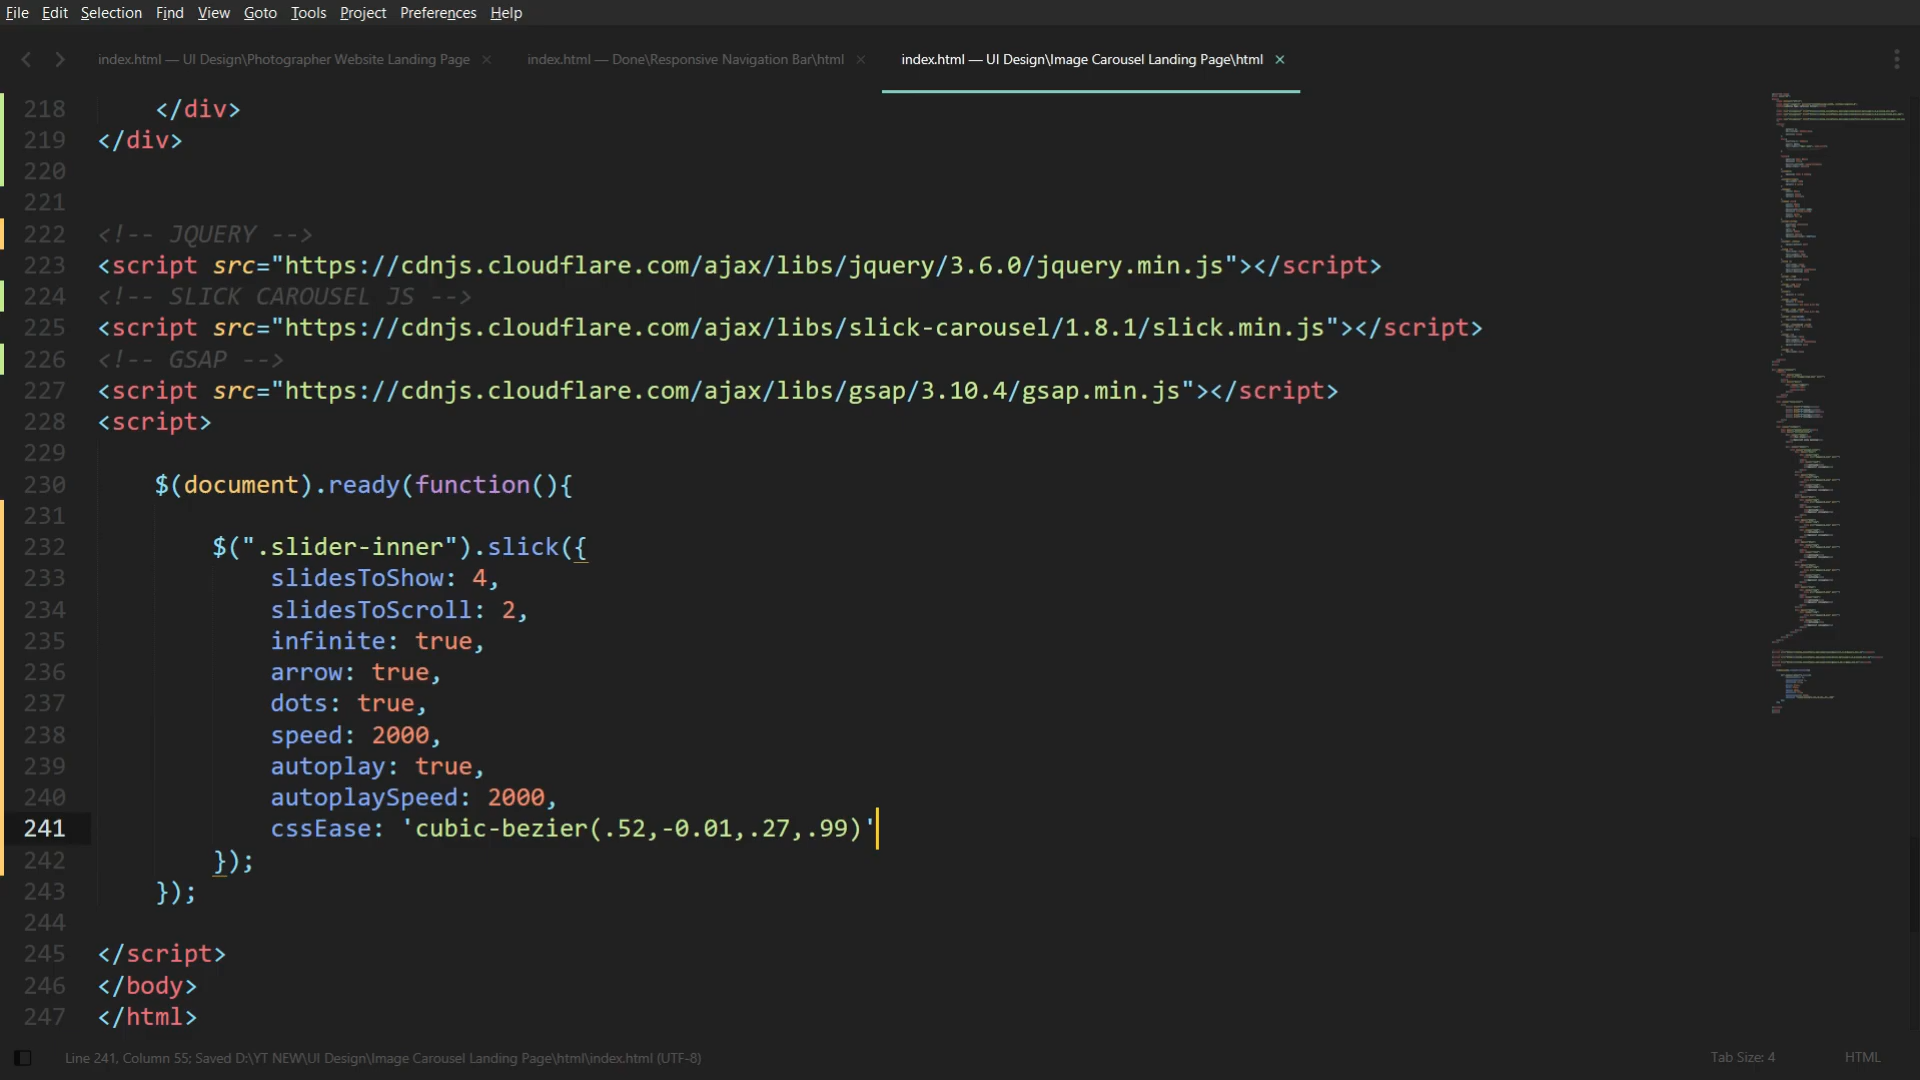 File Edit Selection Find View Goto Tools Project Preferences Help
index.html — UI Design\Photographer Website Landing Page × index.html — Done\Responsive Navigation Bar\html × index.html — UI Design\Image Carousel Landing Page\html ×
218 </div>
219 </div>
220
221
222 <!-- JQUERY -->
223 <script src="https://cdnjs.cloudflare.com/ajax/libs/jquery/3.6.0/jquery.min.js"></script>
224 <!-- SLICK CAROUSEL JS -->
225 <script src="https://cdnjs.cloudflare.com/ajax/libs/slick-carousel/1.8.1/slick.min.js"></script>
226 <!-- GSAP -->
227 <script src="https://cdnjs.cloudflare.com/ajax/libs/gsap/3.10.4/gsap.min.js"></script>
228 <script>
229
230 $(document).ready(function(){
231
232 $(".slider-inner").slick({
233 slidesToShow: 4,
234 slidesToScroll: 2,
235 infinite: true,
236 arrow: true,
237 dots: true,
238 speed: 2000,
239 autoplay: true,
240 autoplaySpeed: 2000,
241 cssEase: 'cubic-bezier(.52,-0.01,.27,.99)'
242 });
243 });
244
245 </script>
246 </body>
247 </html>
Line 241, Column 55; Saved D:\YT NEW\UI Design\Image Carousel Landing Page\html\index.html (UTF-8) Tab Size: 4 HTML